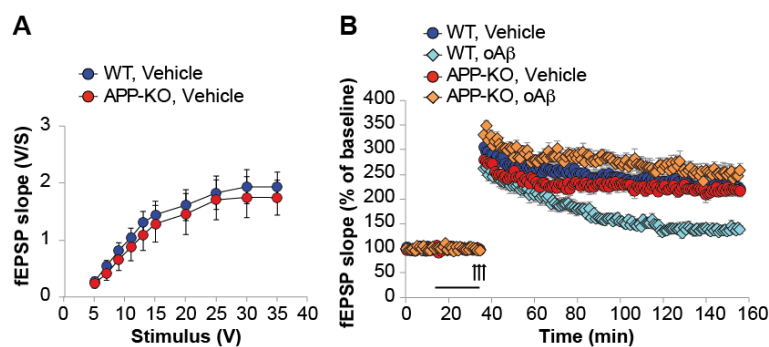 A
WT, Vehicle
APP-KO, Vehicle
fEPSP slope (V/S)
3
2
1
0
0 5 10 15 20 25 30 35 40
Stimulus (V)
B
WT, Vehicle
WT, oAβ
APP-KO, Vehicle
APP-KO, oAβ
fEPSP slope (% of baseline)
400
350
300
250
200
150
100
50
0
0 20 40 60 80 100 120 140 160
Time (min)